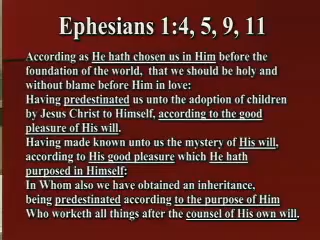 Ephesians 1:4, 5, 9, 11
According as He hath chosen us in Him before the
foundation of the world, that we should be holy and
without blame before Him in love:
Having predestinated us unto the adoption of children
by Jesus Christ to Himself, according to the good
pleasure of His will.
Having made known unto us the mystery of His will,
according to His good pleasure which He hath
purposed in Himself:
In Whom also we have obtained an inheritance,
being predestinated according to the purpose of Him
Who worketh all things after the counsel of His own will.